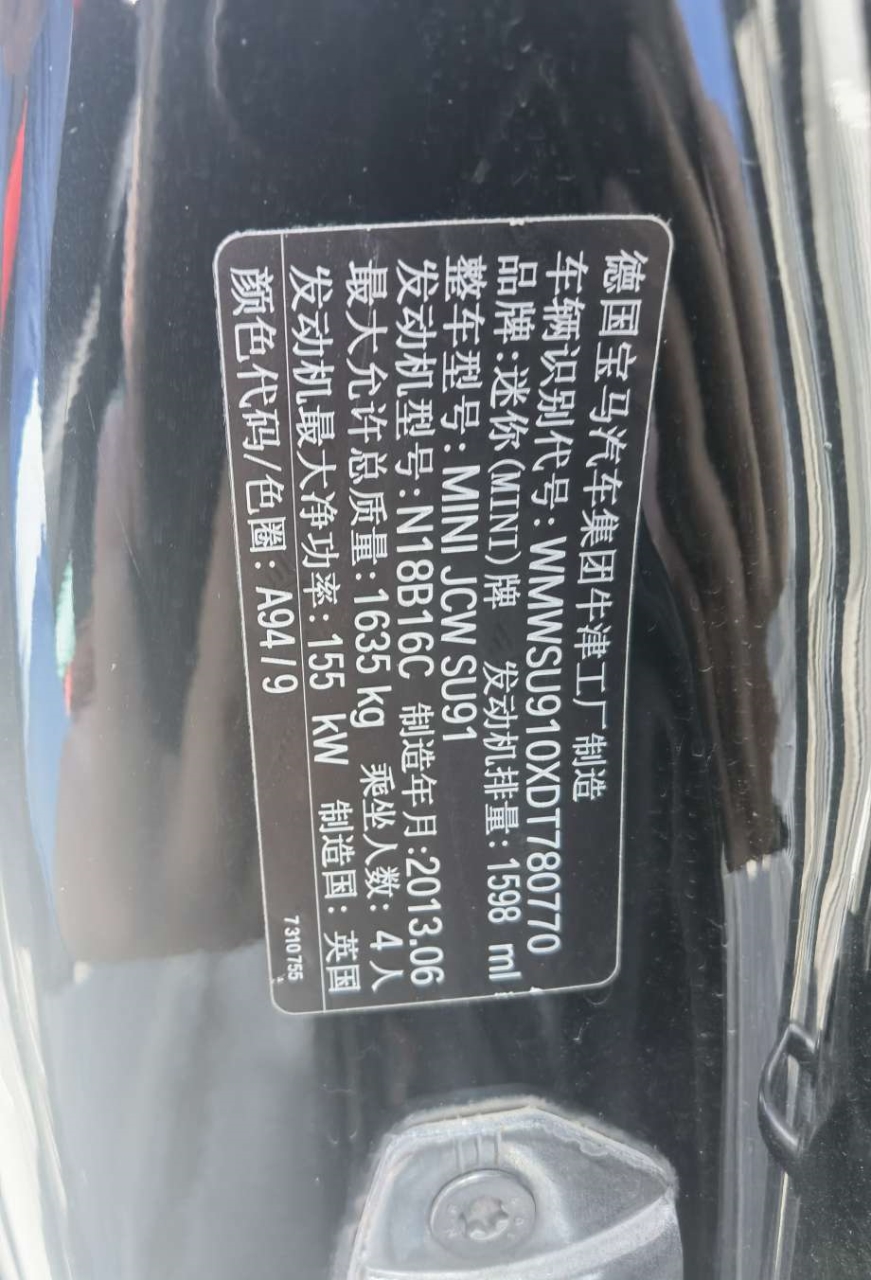 德国宝马汽车集团牛津工厂制造
车辆识别代号: WMWSU910XDT780770
品牌:迷你(MINI)牌 发动机排量: 1598 ml
整车型号: MINI JCW SU91
发动机型号: N18B16C 制造年月:2013.06
最大允许总质量: 1635 kg 乘坐人数: 4人
发动机最大净功率: 155 kW 制造国: 英国
颜色代码/色圈: A94/9
7310755